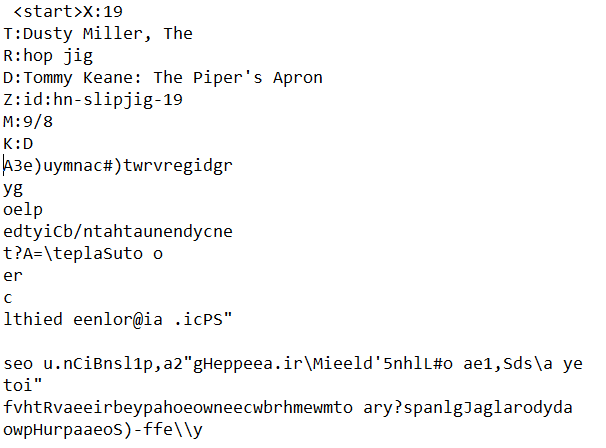 <start>X:19
T:Dusty Miller, The
R:hop jig
D:Tommy Keane: The Piper's Apron
Z:id:hn-slipjig-19
M:9/8
K:D
A3e)uymnac#)twrvregidgr
yg
oelp
edtyiCb/ntahtaunendycne
t?A=\teplaSuto o
er
c
lthied eenlor@ia .icPS"
seo u.nCiBnsl1p,a2"gHeppeea.ir\Mieeld'5nhlL#o ae1,Sds\a ye
toi"
fvhtRvaeeirbeypahoeowneecwbrhmewmto ary?spanlgJaglarodyda
owpHurpaaeoS)-ffe\\y